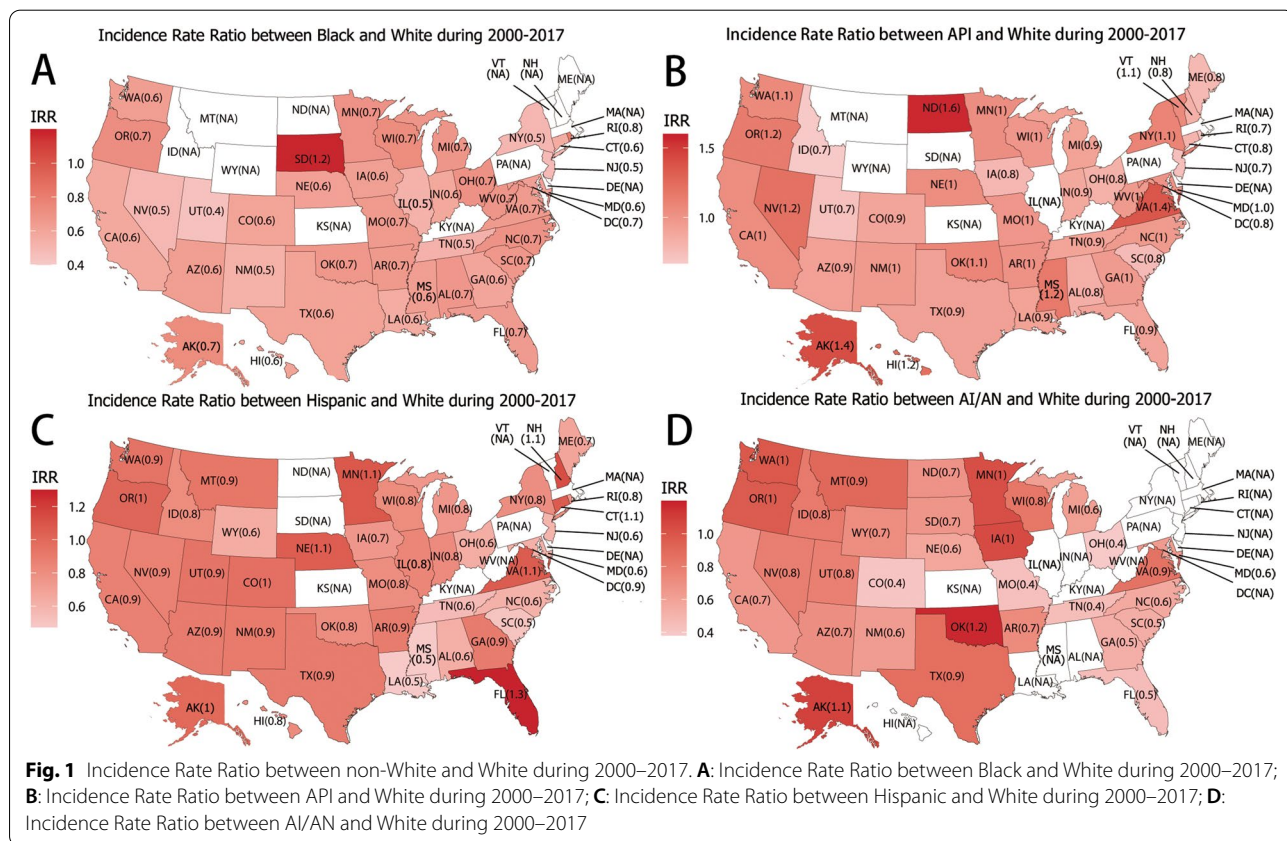 Incidence Rate Ratio between Black and White during 2000-2017
A
IRR
1.0
0.8
0.6
0.4
WA(0.6)
OR(0.7)
CA(0.6)
NV(0.5)
ID(NA)
MT(NA)
WY(NA)
UT(0.4)
AZ(0.6)
CO(0.6)
NM(0.5)
ND(NA)
SD(1.2)
NE(0.6)
KS(NA)
OK(0.7)
TX(0.6)
MN(0.7)
IA(0.6)
MO(0.7)
AR(0.7)
LA(0.6)
WI(0.7)
IL(0.5)
MI(0.7)
IN(0.6)
OH(0.7)
KY(NA)
TN(0.5)
MS
(0.6)
AL(0.7)
GA(0.6)
FL(0.7)
SC(0.7)
NC(0.7)
VA(0.7)
WV(0.7)
PA(NA)
NY(0.5)
VT
(NA)
NH
(NA)
ME(NA)
MA(NA)
RI(0.8)
CT(0.6)
NJ(0.5)
DE(NA)
MD(0.6)
DC(0.7)
AK(0.7)
HI(0.6)
Incidence Rate Ratio between API and White during 2000-2017
B
IRR
1.5
1.0
WA(1.1)
OR(1.2)
CA(1)
NV(1.2)
ID(0.7)
MT(NA)
WY(NA)
UT(0.7)
AZ(0.9)
CO(0.9)
NM(1)
ND(1.6)
SD(NA)
NE(1)
KS(NA)
OK(1.1)
TX(0.9)
MN(1)
IA(0.8)
MO(1)
AR(1)
LA(0.9)
WI(1)
IL(NA)
MI(0.9)
IN(0.9)
OH(0.8)
KY(NA)
TN(0.9)
MS
(1.2)
AL(0.8)
GA(1)
FL(0.9)
SC(0.8)
NC(1)
VA(1.4)
WV(1)
PA(NA)
NY(1.1)
VT
(1.1)
NH
(0.8)
ME(0.8)
MA(NA)
RI(0.7)
CT(0.8)
NJ(0.7)
DE(NA)
MD(1.0)
DC(0.8)
AK(1.4)
HI(1.2)
Incidence Rate Ratio between Hispanic and White during 2000-2017
C
IRR
1.2
1.0
0.8
0.6
WA(0.9)
OR(1)
CA(0.9)
NV(0.9)
ID(0.8)
MT(0.9)
WY(0.6)
UT(0.9)
AZ(0.9)
CO(1)
NM(0.9)
ND(NA)
SD(NA)
NE(1.1)
KS(NA)
OK(0.8)
TX(0.9)
MN(1.1)
IA(0.7)
MO(0.8)
AR(0.9)
LA(0.5)
WI(0.8)
IL(0.8)
MI(0.8)
IN(0.8)
OH(0.6)
KY(NA)
TN(0.6)
MS
(0.5)
AL(0.6)
GA(0.9)
FL(1.3)
SC(0.5)
NC(0.6)
VA(1.1)
WV(NA)
PA(NA)
NY(0.8)
VT
(NA)
NH
(1.1)
ME(0.7)
MA(NA)
RI(0.8)
CT(1.1)
NJ(0.6)
DE(NA)
MD(0.6)
DC(0.9)
AK(1)
HI(0.8)
Incidence Rate Ratio between AI/AN and White during 2000-2017
D
IRR
1.0
0.8
0.6
0.4
WA(1)
OR(1)
CA(0.7)
NV(0.8)
ID(0.8)
MT(0.9)
WY(0.7)
UT(0.8)
AZ(0.7)
CO(0.4)
NM(0.6)
ND(0.7)
SD(0.7)
NE(0.6)
KS(NA)
OK(1.2)
TX(0.9)
MN(1)
IA(1)
MO(0.4)
AR(0.7)
LA(NA)
WI(0.8)
IL(NA)
MI(0.6)
IN(NA)
OH(0.4)
KY(NA)
TN(0.4)
MS
(NA)
AL(NA)
GA(0.5)
FL(0.5)
SC(0.5)
NC(0.6)
VA(0.9)
WV(NA)
PA(NA)
NY(NA)
VT
(NA)
NH
(NA)
ME(NA)
MA(NA)
RI(NA)
CT(NA)
NJ(NA)
DE(NA)
MD(0.6)
DC(NA)
AK(1.1)
HI(NA)
Fig. 1 Incidence Rate Ratio between non-White and White during 2000–2017. A: Incidence Rate Ratio between Black and White during 2000–2017;
B: Incidence Rate Ratio between API and White during 2000–2017; C: Incidence Rate Ratio between Hispanic and White during 2000–2017; D:
Incidence Rate Ratio between AI/AN and White during 2000–2017